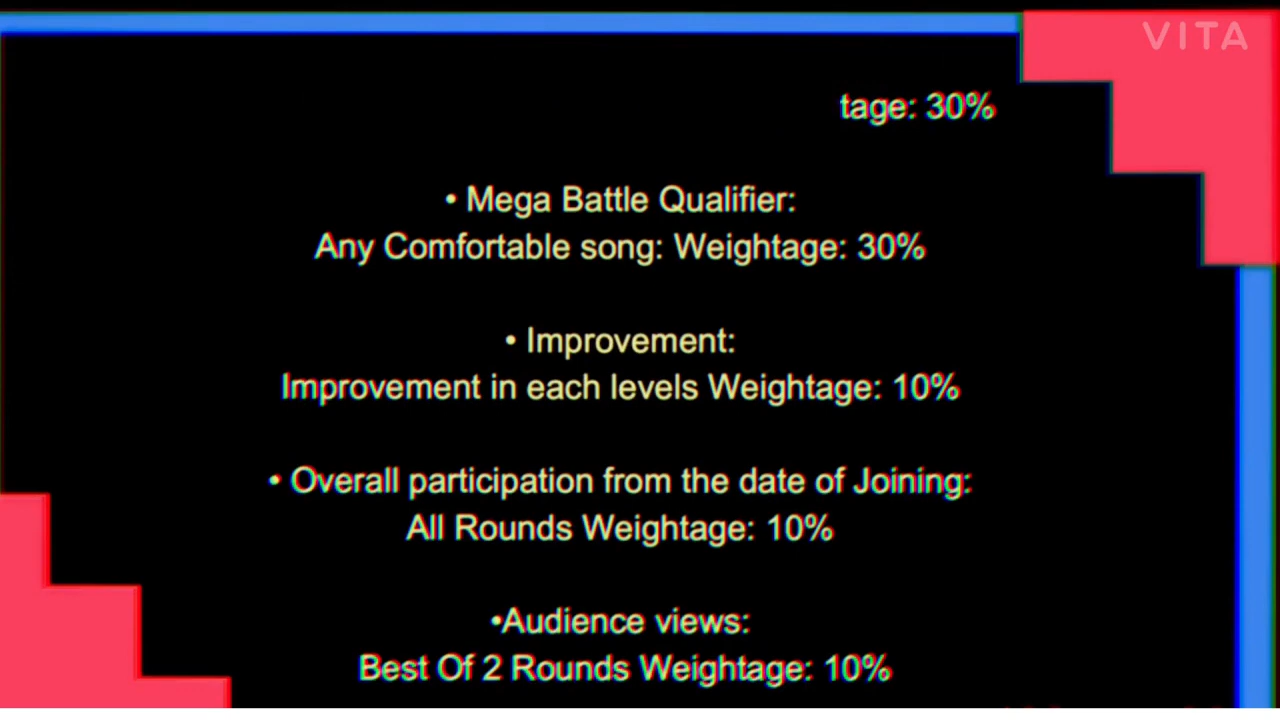 VITA
tage: 30%
• Mega Battle Qualifier:
Any Comfortable song: Weightage: 30%
• Improvement:
Improvement in each levels Weightage: 10%
• Overall participation from the date of Joining:
All Rounds Weightage: 10%
•Audience views:
Best Of 2 Rounds Weightage: 10%